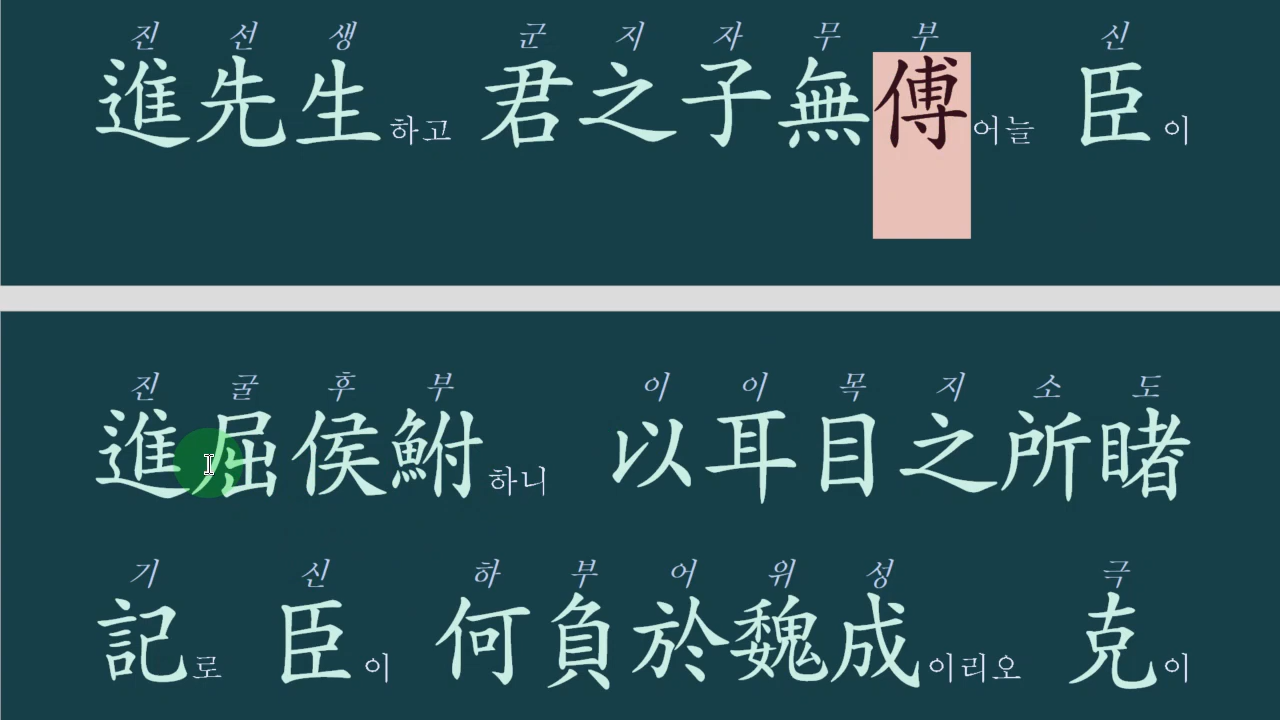 진 선 생 군 지 자 무 부 신
進先生하고 君之子無傅어늘 臣이
진 굴 후 부 이 이 목 지 소 도
進屈侯鮒하니 以耳目之所睹
기 신 하 부 어 위 성 극
記로 臣이 何負於魏成이리오 克이